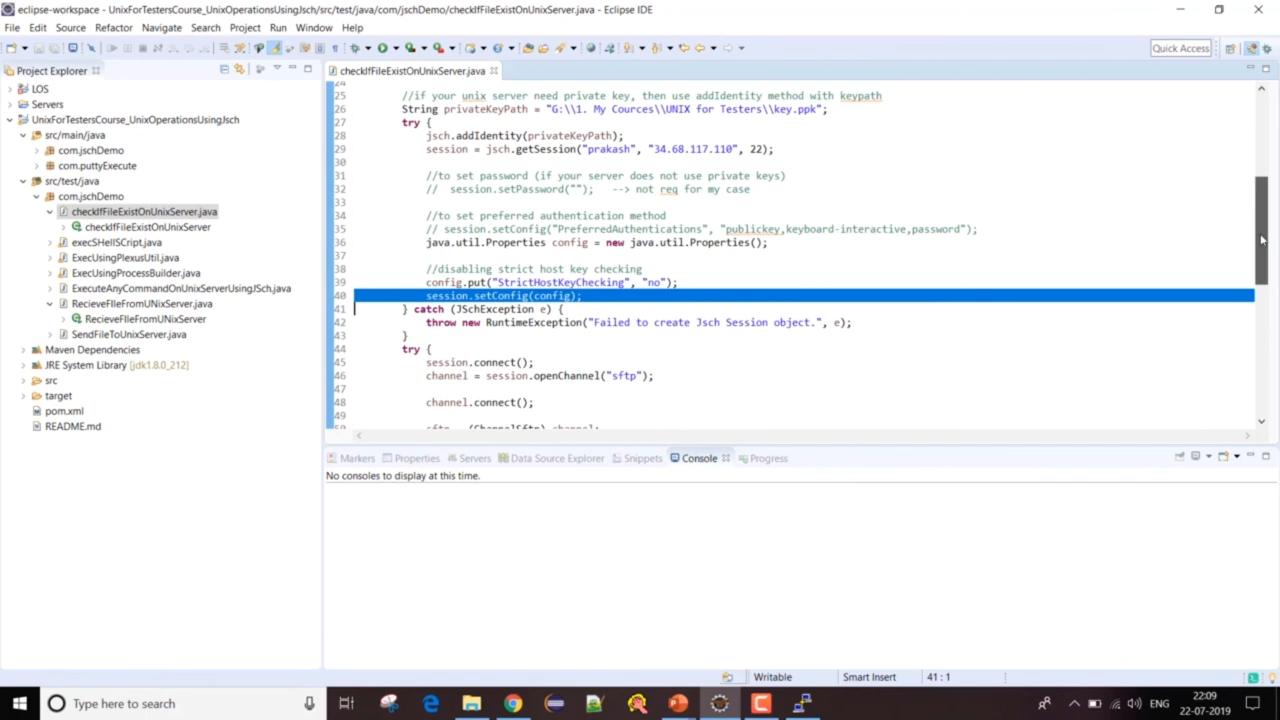 eclipse-workspace - UnixForTestersCourse_UnixOperationsUsingJsch/src/test/java/com/jschDemo/checkIfFileExistOnUnixServer.java - Eclipse IDE
File Edit Source Refactor Navigate Search Project Run Window Help
Quick Access
Project Explorer
LOS
Servers
UnixForTestersCourse_UnixOperationsUsingJsch
src/main/java
com.jschDemo
com.puttyExecute
src/test/java
com.jschDemo
checkIfFileExistOnUnixServer.java
checkIfFileExistOnUnixServer
execSHellSCript.java
ExecUsingPlexusUtil.java
ExecUsingProcessBuilder.java
ExecuteAnyCommandOnUnixServerUsingJSch.java
RecieveFIleFromUNixServer.java
RecieveFIleFromUNixServer
SendFileToUnixServer.java
Maven Dependencies
JRE System Library [jdk1.8.0_212]
src
target
pom.xml
README.md
checkIfFileExistOnUnixServer.java
24
25 //if your unix server need private key, then use addIdentity method with keypath
26 String privateKeyPath = "G:\\1. My Cources\\UNIX for Testers\\key.ppk";
27 try {
28 jsch.addIdentity(privateKeyPath);
29 session = jsch.getSession("prakash", "34.68.117.110", 22);
30
31 //to set password (if your server does not use private keys)
32 // session.setPassword(""); --> not req for my case
33
34 //to set preferred authentication method
35 // session.setConfig("PreferredAuthentications", "publickey,keyboard-interactive,password");
36 java.util.Properties config = new java.util.Properties();
37
38 //disabling strict host key checking
39 config.put("StrictHostKeyChecking", "no");
40 session.setConfig(config);
41 } catch (JSchException e) {
42 throw new RuntimeException("Failed to create Jsch Session object.", e);
43 }
44 try {
45 session.connect();
46 channel = session.openChannel("sftp");
47
48 channel.connect();
49
50 sftp = (ChannelSftp) channel;
Markers Properties Servers Data Source Explorer Snippets Console Progress
No consoles to display at this time.
Writable Smart Insert 41 : 1
Type here to search
ENG
22:09
22-07-2019